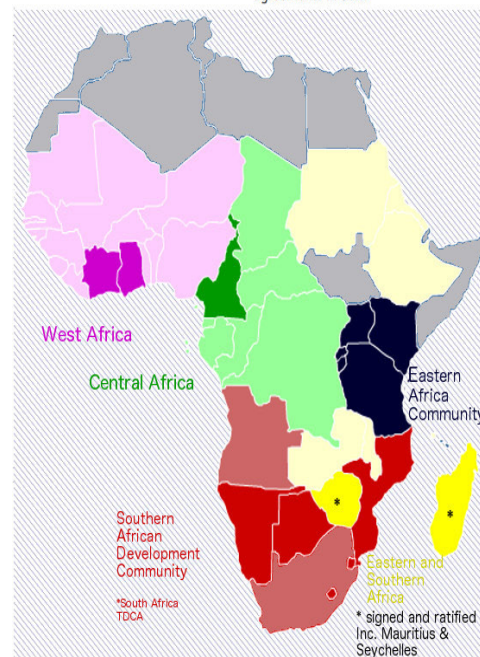 West Africa
Central Africa
Eastern
Africa
Community
Southern
African
Development
Community
*South Africa
TDCA
*
*
Eastern and
Southern
Africa
* signed and ratified
Inc. Mauritius &
Seychelles